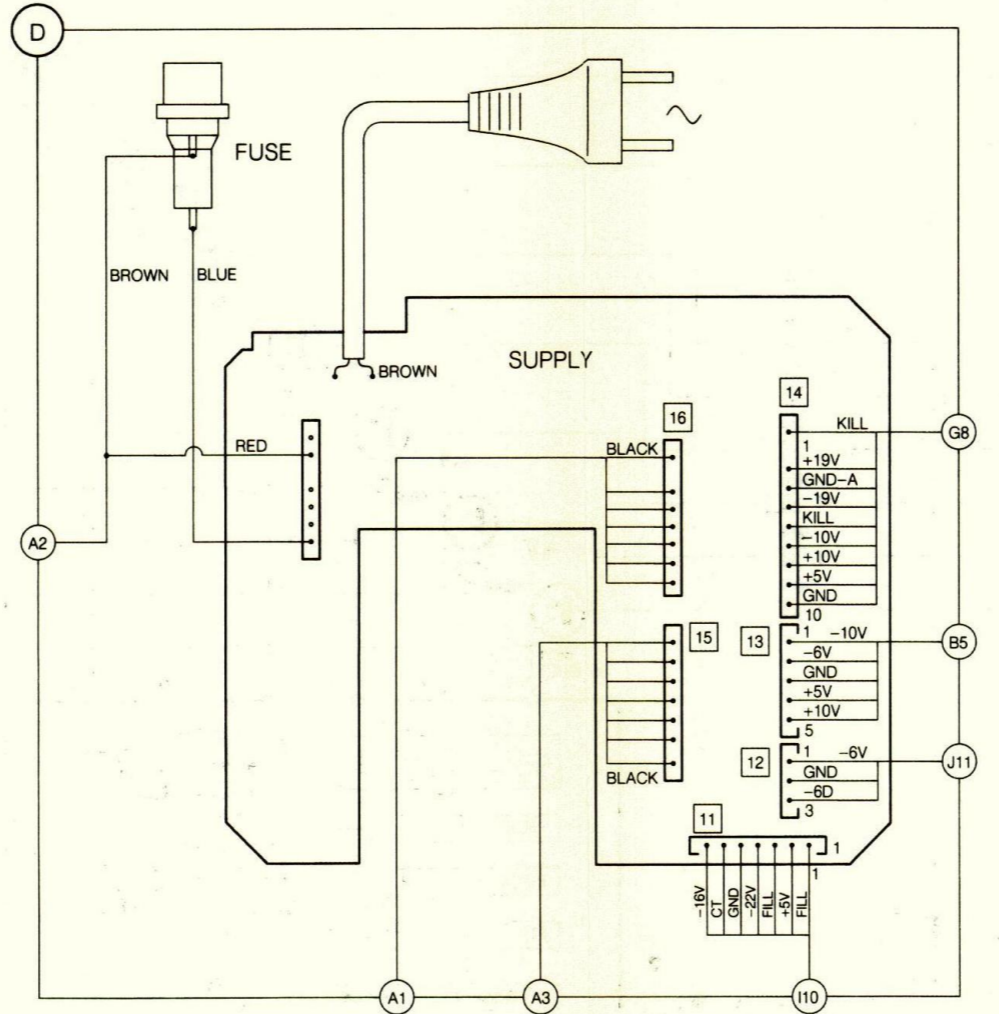 D
FUSE
BROWN
BLUE
BROWN
SUPPLY
14
16
KILL
G8
RED
BLACK
1
+19V
GND-A
-19V
KILL
-10V
+10V
+5V
GND
10
A2
15
13
1
-10V
B5
-6V
GND
+5V
+10V
5
12
1
-6V
J11
GND
-6D
3
BLACK
11
1
1
-16V
CT
GND
-22V
FILL
+5V
FILL
A1
A3
I10